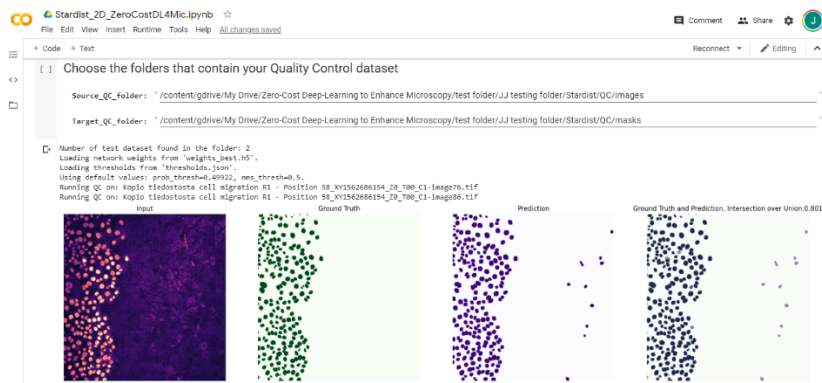 Stardist_2D_ZeroCostDL4Mic.ipynb
File Edit View Insert Runtime Tools Help All changes saved
Comment Share J
+ Code + Text
Reconnect Editing
[ ] Choose the folders that contain your Quality Control dataset
Source_QC_folder: "/content/gdrive/My Drive/Zero-Cost Deep-Learning to Enhance Microscopy/test folder/JJ testing folder/Stardist/QC/images
Target_QC_folder: "/content/gdrive/My Drive/Zero-Cost Deep-Learning to Enhance Microscopy/test folder/JJ testing folder/Stardist/QC/masks
Number of test dataset found in the folder: 2
Loading network weights from 'weights_best.h5'.
Loading thresholds from 'thresholds.json'.
Using default values: prob_thresh=0.49922, nms_thresh=0.5.
Running QC on: Kopio tiedostosta cell migration R1 - Position 58_XY1562686154_Z0_T00_C1-image76.tif
Running QC on: Kopio tiedostosta cell migration R1 - Position 58_XY1562686154_Z0_T00_C1-image86.tif
Input Ground Truth Prediction Ground Truth and Prediction, Intersection over Union:0.801